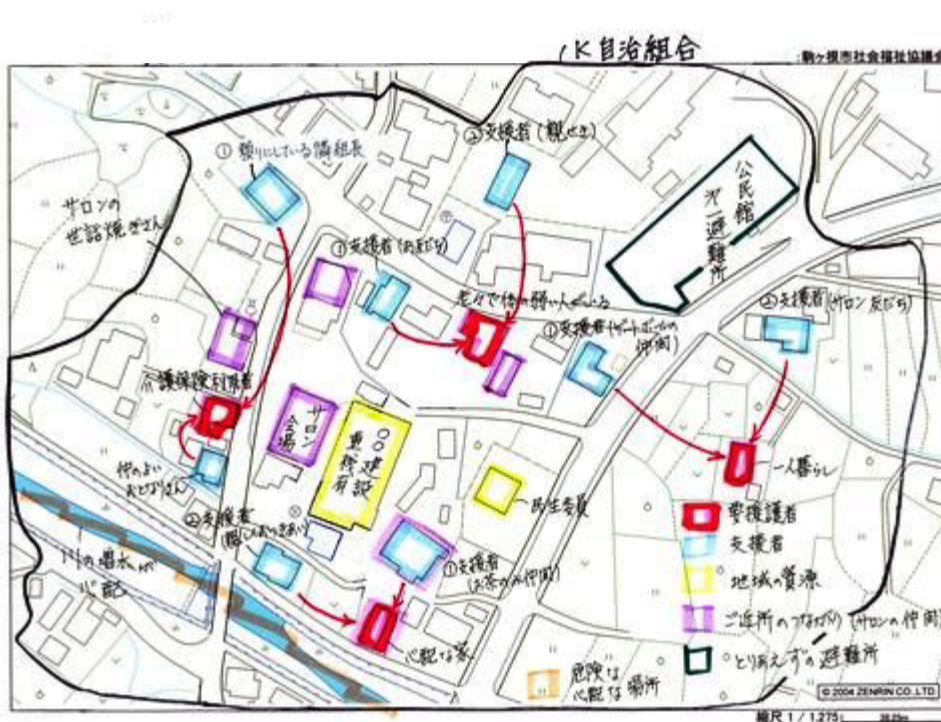 K自治組合
駒ヶ根市社会福祉協議会
① 頼りにしている隣組長
②支援者(親せき)
公民館
第一避難所
サロンの
世話焼きさん
①支援者(お友だち)
老々で体の弱い人がいる
①支援者(ゲートボールの
仲間)
②支援者(サロン友だち)
介護保険利用者
サロン
会場
○○建設
重機有
仲のよい
おとなりさん
②支援者
民生委員
一人暮らし
川の増水が
心配
①支援者
(お茶のみ仲間)
心配な家
要援護者
支援者
地域の資源
ご近所のつながり(サロンの仲間)
とりあえずの避難所
危険な
心配な場所
© 2004 ZENRIN CO.,LTD.
縮尺 1 / 1,275